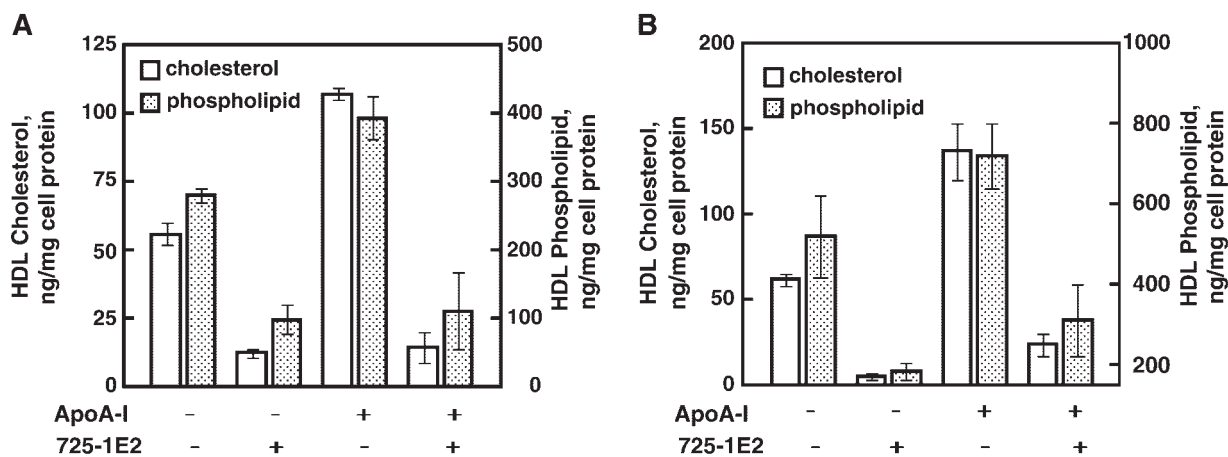 A
HDL Cholesterol,
ng/mg cell protein
125
100
75
50
25
0
cholesterol
phospholipid
500
400
300
200
100
0
HDL Phospholipid,
ng/mg cell protein
ApoA-I – – + +
725-1E2 – + – +
B
HDL Cholesterol,
ng/mg cell protein
200
150
100
50
0
cholesterol
phospholipid
1000
800
600
400
200
HDL Phospholipid,
ng/mg cell protein
ApoA-I – – + +
725-1E2 – + – +